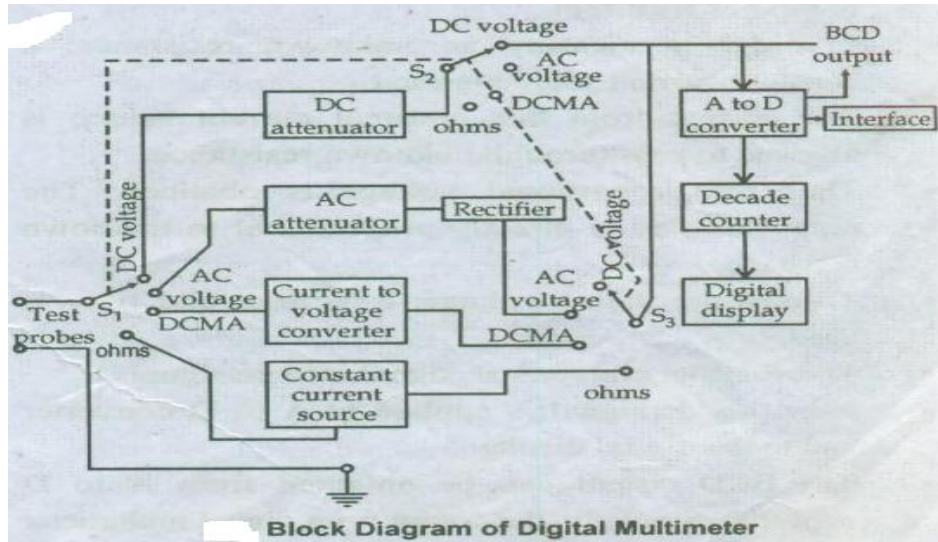 DC voltage
BCD
output
S2
AC
voltage
DCMA
ohms
DC
attenuator
A to D
converter
Interface
DC voltage
AC
attenuator
Rectifier
DC voltage
Decade
counter
AC
voltage
DCMA
Current to
voltage
converter
AC
voltage
DCMA
Digital
display
S1
S3
Test
probes
ohms
Constant
current
source
ohms
Block Diagram of Digital Multimeter